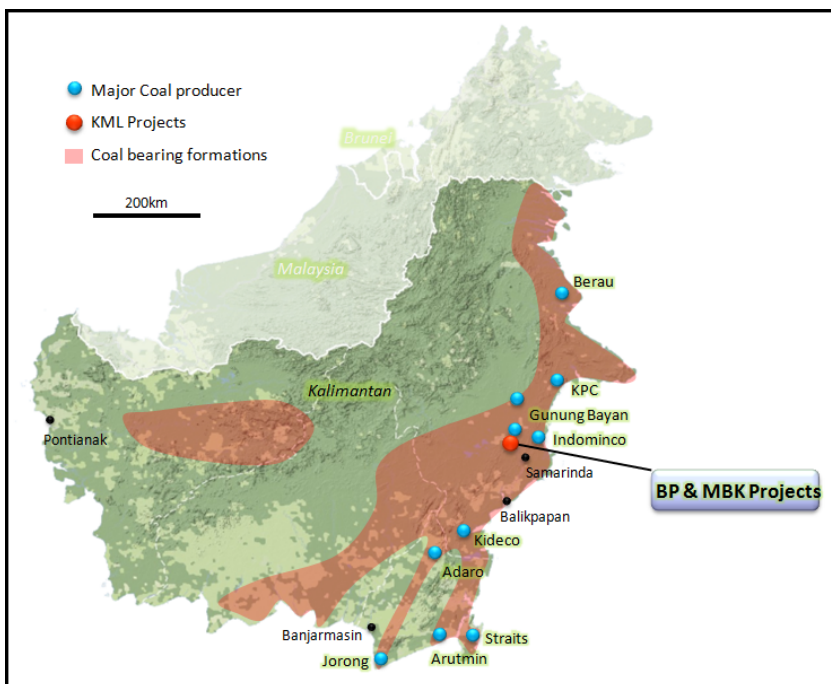 Major Coal producer
KML Projects
Coal bearing formations
200km
Brunei
Malaysia
Berau
Kalimantan
KPC
Gunung Bayan
Pontianak
Indominco
Samarinda
BP & MBK Projects
Balikpapan
Kideco
Adaro
Banjarmasin
Straits
Jorong
Arutmin